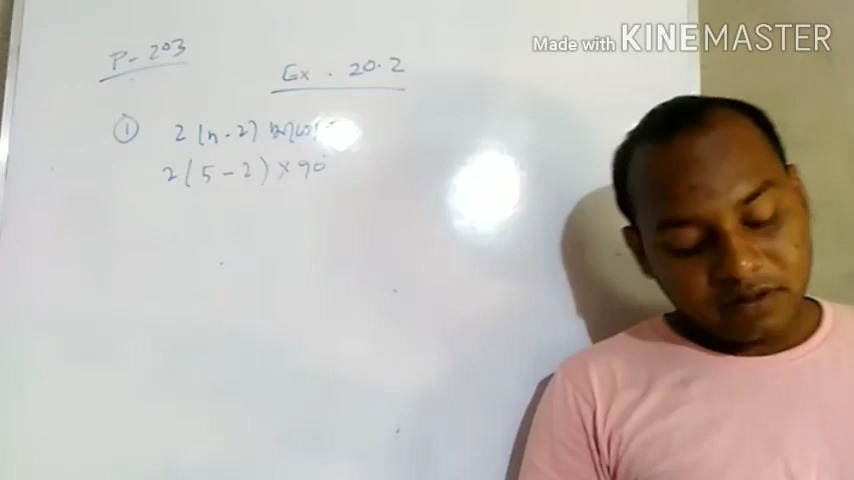 Made with KINEMASTER
P - 203
Ex - 20.2
① 2 (n - 2)
2 ( 5 - 2 ) × 90°